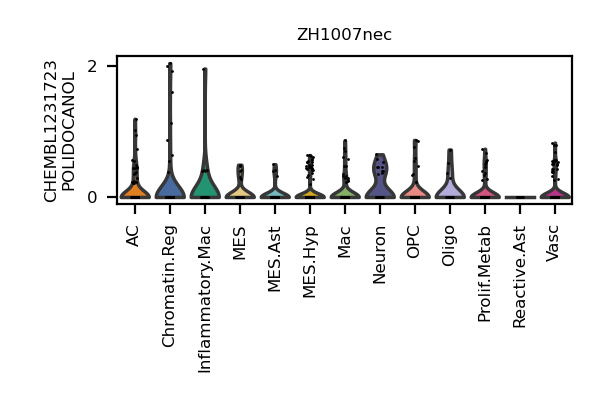 ZH1007nec
CHEMBL1231723
POLIDOCANOL
2
0
AC
Chromatin.Reg
Inflammatory.Mac
MES
MES.Ast
MES.Hyp
Mac
Neuron
OPC
Oligo
Prolif.Metab
Reactive.Ast
Vasc